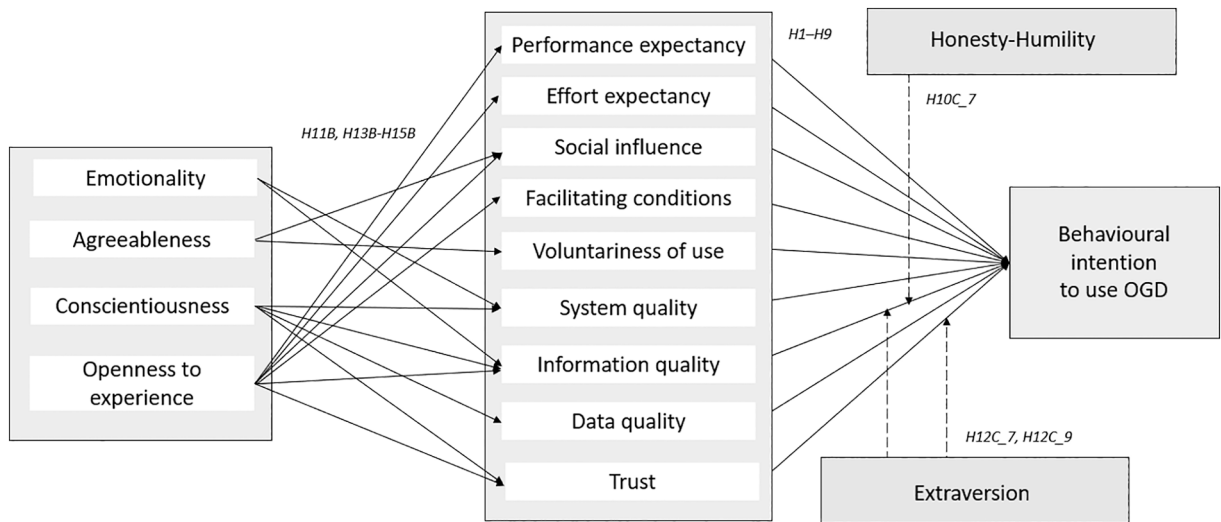 Emotionality
Agreeableness
Conscientiousness
Openness to
experience
H11B, H13B-H15B
Performance expectancy
Effort expectancy
Social influence
Facilitating conditions
Voluntariness of use
System quality
Information quality
Data quality
Trust
H1–H9
Honesty-Humility
H10C_7
Behavioural
intention
to use OGD
H12C_7, H12C_9
Extraversion